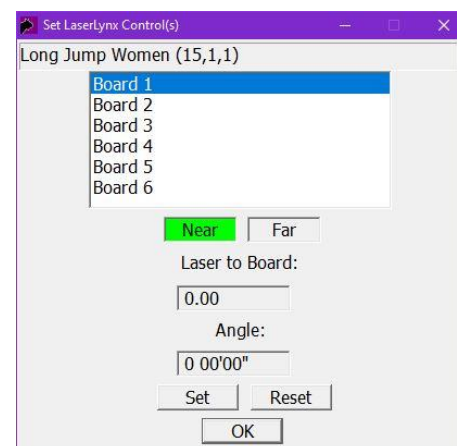 Set LaserLynx Control(s)
Long Jump Women (15,1,1)
Board 1
Board 2
Board 3
Board 4
Board 5
Board 6
Near Far
Laser to Board:
0.00
Angle:
0 00'00"
Set Reset
OK